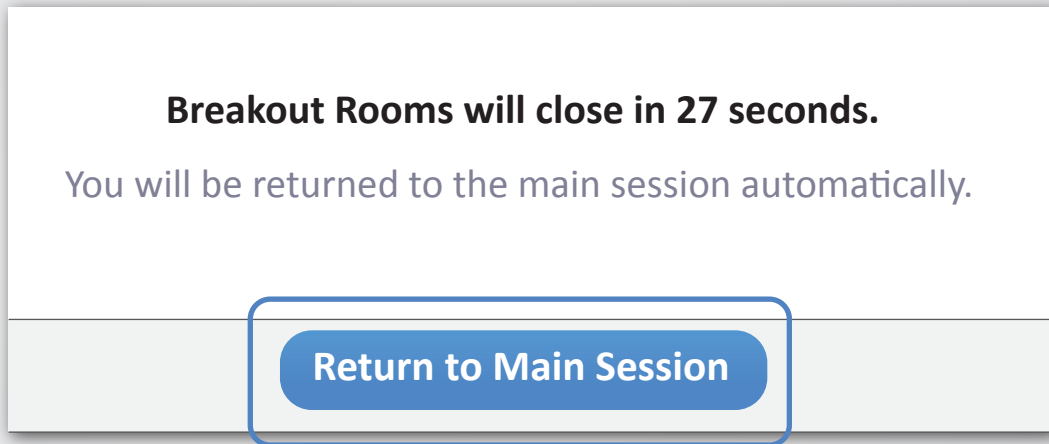 Breakout Rooms will close in 27 seconds.
You will be returned to the main session automatically.
Return to Main Session